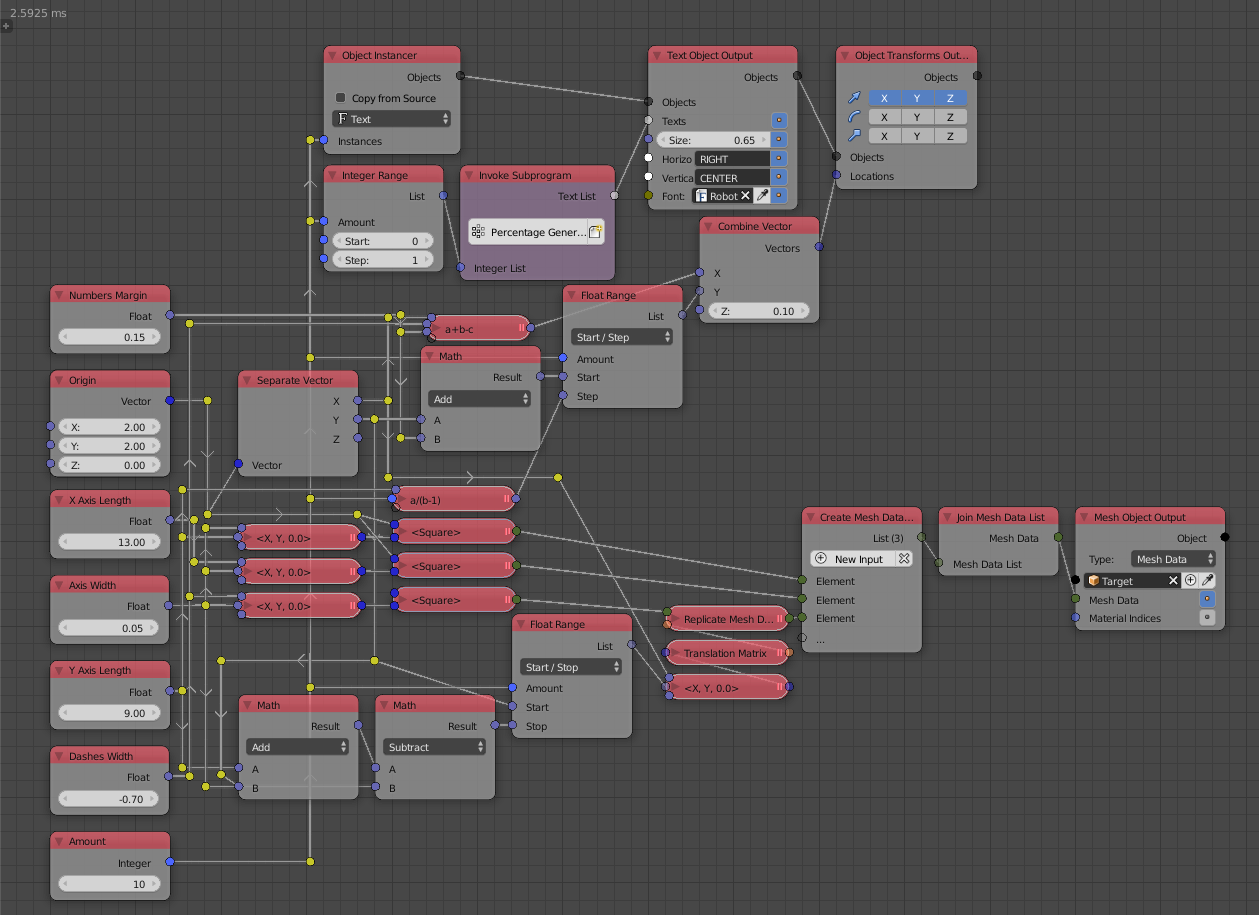 2.5925 ms
Object Instancer
Objects
Copy from Source
Text
Instances
Text Object Output
Objects
Objects
Texts
Size: 0.65
Horizo RIGHT
Vertica CENTER
Font: Robot
Object Transforms Out...
Objects
X Y Z
X Y Z
X Y Z
Objects
Locations
Integer Range
List
Amount
Start: 0
Step: 1
Invoke Subprogram
Text List
Percentage Gener...
Integer List
Combine Vector
Vectors
X
Y
Z: 0.10
Numbers Margin
Float
0.15
a+b-c
Float Range
List
Start / Step
Amount
Start
Step
Math
Result
Add
A
B
Origin
Vector
X: 2.00
Y: 2.00
Z: 0.00
Separate Vector
X
Y
Z
Vector
X Axis Length
Float
13.00
a/(b-1)
<X, Y, 0.0>
<Square>
<X, Y, 0.0>
<Square>
<X, Y, 0.0>
<Square>
Axis Width
Float
0.05
Create Mesh Data...
List (3)
New Input
Element
Element
Element
...
Join Mesh Data List
Mesh Data
Mesh Data List
Mesh Object Output
Object
Type: Mesh Data
Target
Mesh Data
Material Indices
Float Range
List
Start / Stop
Amount
Start
Stop
Replicate Mesh D...
Translation Matrix
<X, Y, 0.0>
Y Axis Length
Float
9.00
Math
Result
Add
A
B
Math
Result
Subtract
A
B
Dashes Width
Float
-0.70
Amount
Integer
10